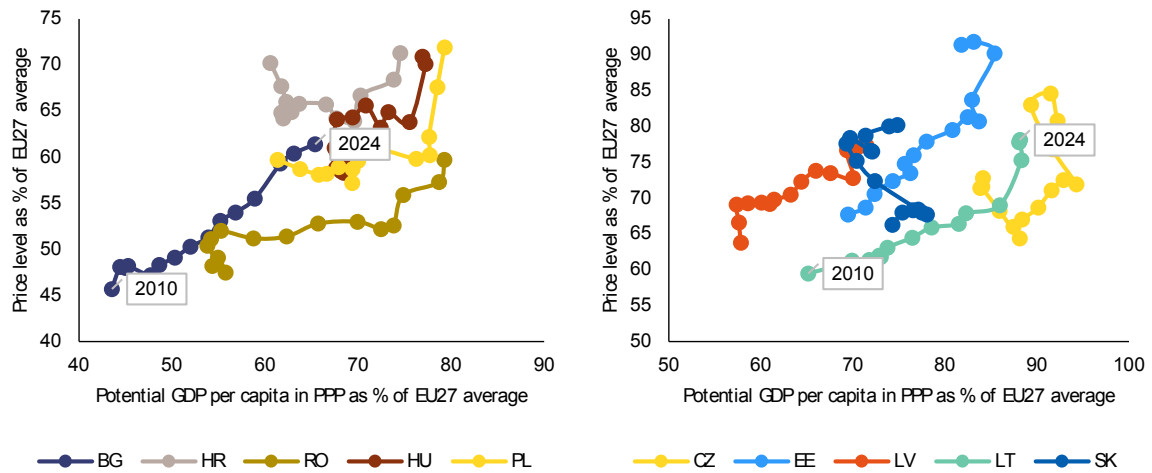 Price level as % of EU27 average
75
70
65
60
55
50
45
40
40 50 60 70 80 90
Potential GDP per capita in PPP as % of EU27 average
2010
2024
BG HR RO HU PL
Price level as % of EU27 average
95
90
85
80
75
70
65
60
55
50
50 60 70 80 90 100
Potential GDP per capita in PPP as % of EU27 average
2010
2024
CZ EE LV LT SK